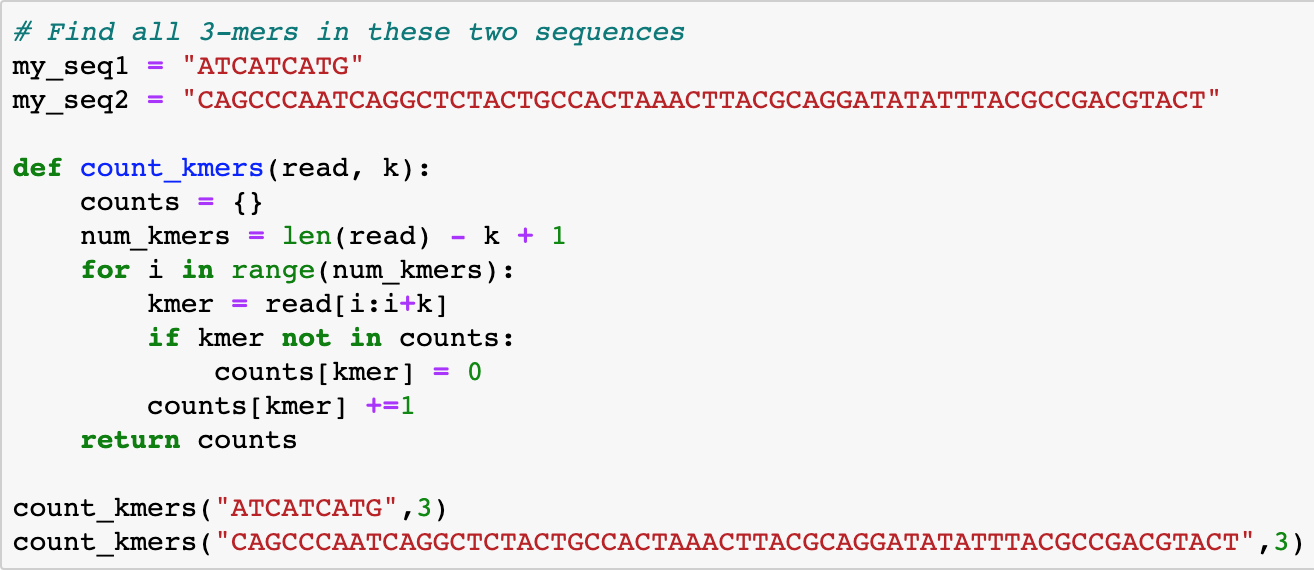 # Find all 3-mers in these two sequences
my_seq1 = "ATCATCATG"
my_seq2 = "CAGCCCAATCAGGCTCTACTGCCACTAAACTTACGCAGGATATATTTACGCCGACGTACT"
def count_kmers(read, k):
    counts = {}
    num_kmers = len(read) - k + 1
    for i in range(num_kmers):
        kmer = read[i:i+k]
        if kmer not in counts:
            counts[kmer] = 0
        counts[kmer] +=1
    return counts
count_kmers("ATCATCATG",3)
count_kmers("CAGCCCAATCAGGCTCTACTGCCACTAAACTTACGCAGGATATATTTACGCCGACGTACT",3)